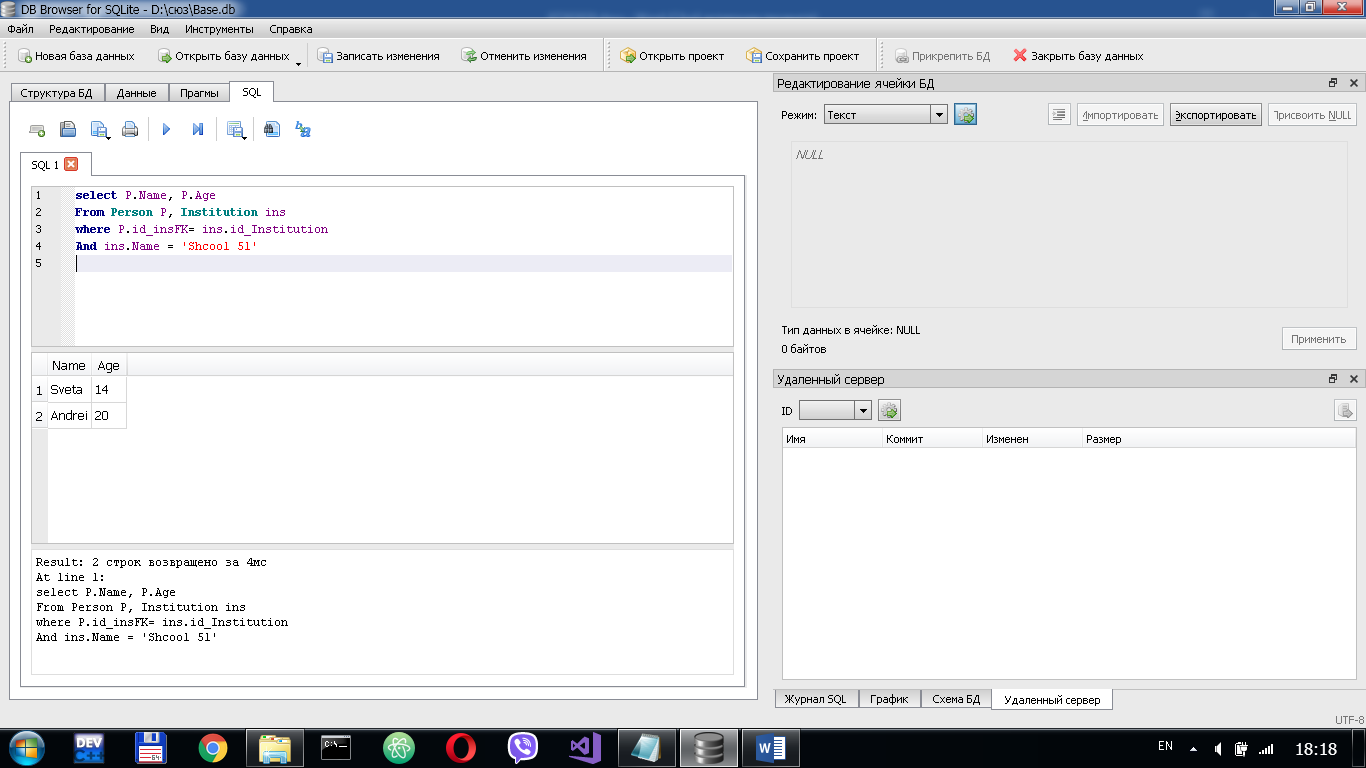 DB Browser for SQLite - D:\сюз\Base.db
Файл Редактирование Вид Инструменты Справка
Новая база данных Открыть базу данных Записать изменения Отменить изменения Открыть проект Сохранить проект Прикрепить БД Закрыть базу данных
Структура БД Данные Прагмы SQL
SQL 1
1 select P.Name, P.Age
2 From Person P, Institution ins
3 where P.id_insFK= ins.id_Institution
4 And ins.Name = 'Shcool 51'
5
Name Age
1 Sveta 14
2 Andrei 20
Result: 2 строк возвращено за 4мс
At line 1:
select P.Name, P.Age
From Person P, Institution ins
where P.id_insFK= ins.id_Institution
And ins.Name = 'Shcool 51'
Редактирование ячейки БД
Режим: Текст Импортировать Экспортировать Присвоить NULL
NULL
Тип данных в ячейке: NULL
0 байтов
Применить
Удаленный сервер
ID
Имя Коммит Изменен Размер
Журнал SQL График Схема БД Удаленный сервер
UTF-8
DEV
C:\
W
EN 18:18